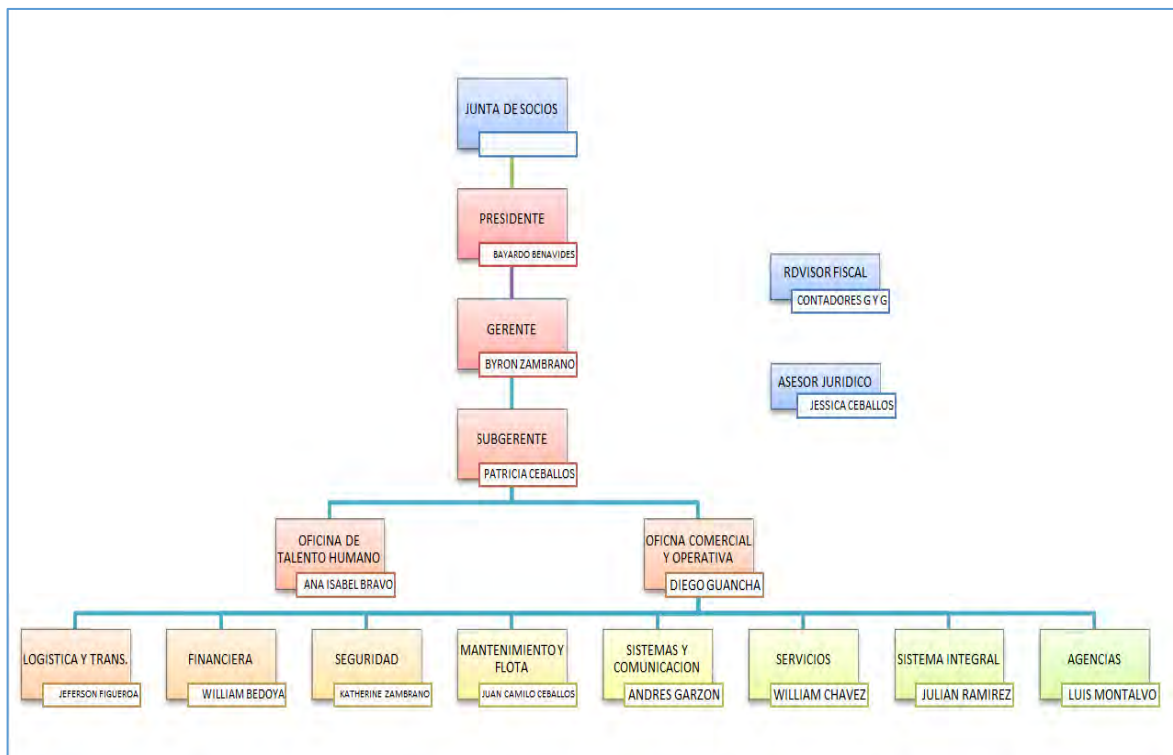 JUNTA DE SOCIOS
PRESIDENTE
BAYARDO BENAVIDES
RDVISOR FISCAL
CONTADORES G Y G
GERENTE
BYRON ZAMBRANO
ASESOR JURIDICO
JESSICA CEBALLOS
SUBGERENTE
PATRICIA CEBALLOS
OFICINA DE
TALENTO HUMANO
ANA ISABEL BRAVO
OFICNA COMERCIAL
Y OPERATIVA
DIEGO GUANCHA
LOGISTICA Y TRANS.
JEFERSON FIGUEROA
FINANCIERA
WILLIAM BEDOYA
SEGURIDAD
KATHERINE ZAMBRANO
MANTENIMIENTO Y
FLOTA
JUAN CAMILO CEBALLOS
SISTEMAS Y
COMUNICACION
ANDRES GARZON
SERVICIOS
WILLIAM CHAVEZ
SISTEMA INTEGRAL
JULIAN RAMIREZ
AGENCIAS
LUIS MONTALVO